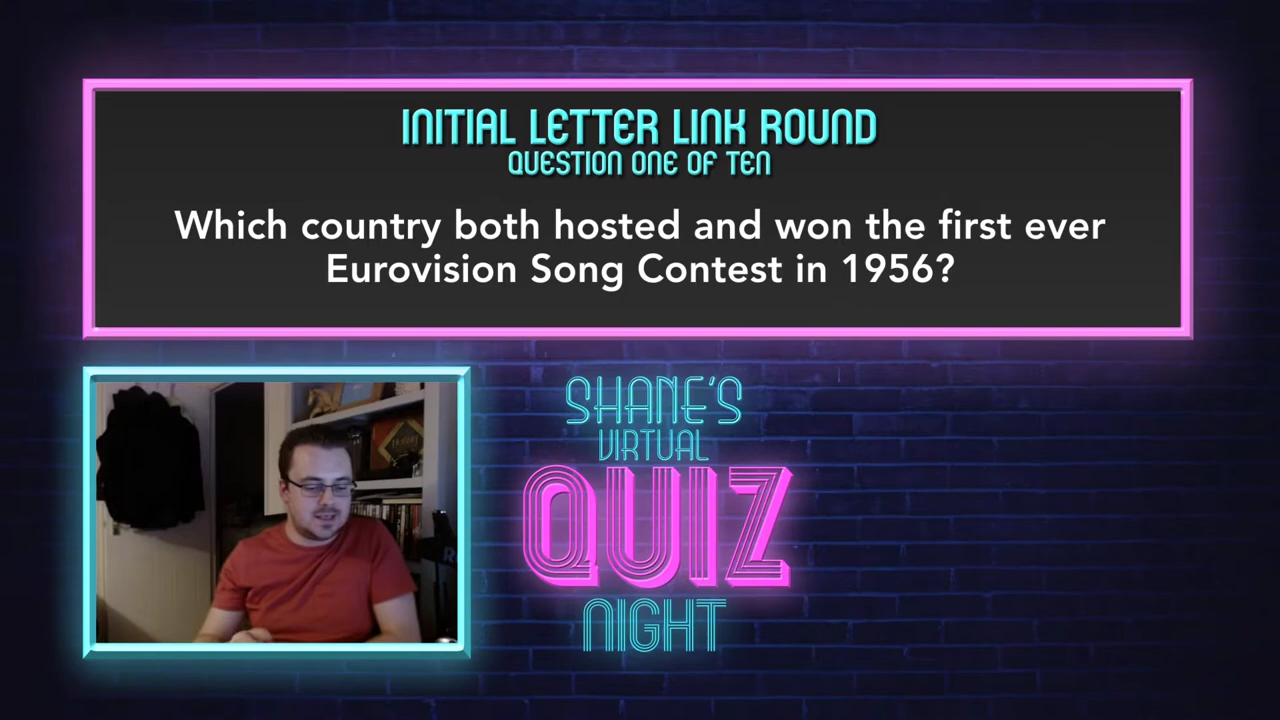 INITIAL LETTER LINK ROUND
QUESTION ONE OF TEN
Which country both hosted and won the first ever
Eurovision Song Contest in 1956?
SHANE'S
VIRTUAL
QUIZ
NIGHT